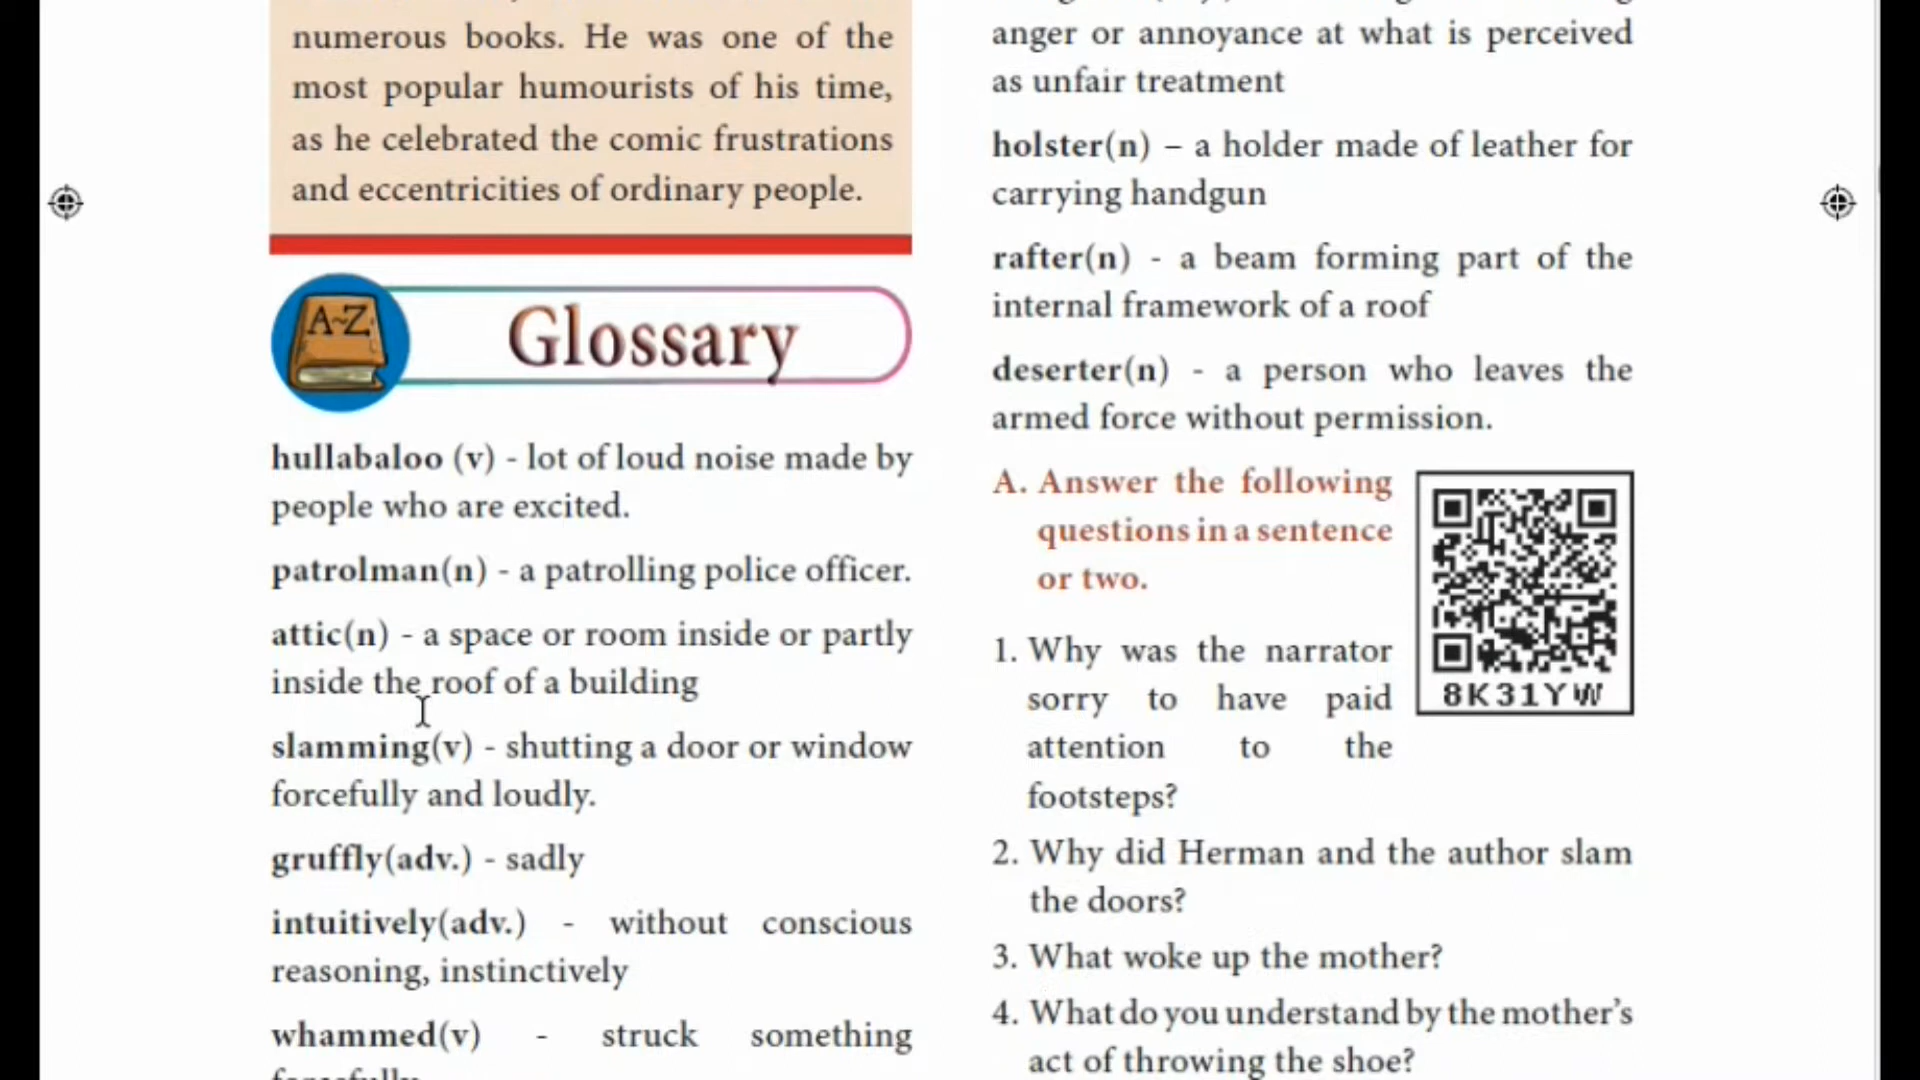 numerous books. He was one of the
most popular humourists of his time,
as he celebrated the comic frustrations
and eccentricities of ordinary people.
A-Z
Glossary
hullabaloo (v) - lot of loud noise made by
people who are excited.
patrolman(n) - a patrolling police officer.
attic(n) - a space or room inside or partly
inside the roof of a building
slamming(v) - shutting a door or window
forcefully and loudly.
gruffly(adv.) - sadly
intuitively(adv.) - without conscious
reasoning, instinctively
whammed(v) - struck something
anger or annoyance at what is perceived
as unfair treatment
holster(n) – a holder made of leather for
carrying handgun
rafter(n) - a beam forming part of the
internal framework of a roof
deserter(n) - a person who leaves the
armed force without permission.
A. Answer the following
questions in a sentence
or two.
8K31YW
1. Why was the narrator
sorry to have paid
attention to the
footsteps?
2. Why did Herman and the author slam
the doors?
3. What woke up the mother?
4. What do you understand by the mother’s
act of throwing the shoe?